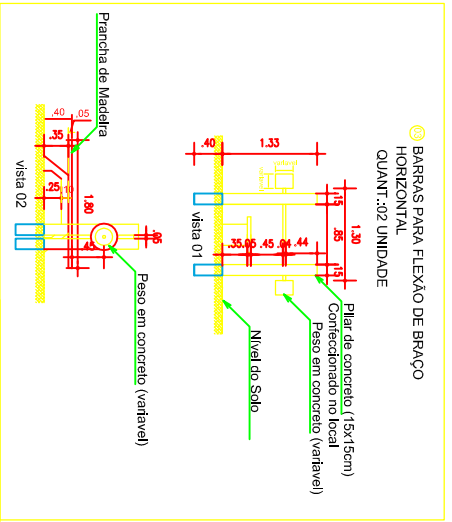 BARRAS PARA FLEXÃO DE BRAÇO
HORIZONTAL
QUANT.:02 UNIDADE
1.30
.15
.85
.15
1.33
.40
.35
.05
.45
.04
.44
Pilar de concreto (15x15cm)
Confeccionado no local
Peso em concreto (variavel)
Nível do Solo
vista 01
Prancha de Madeira
.40
.05
.35
.25
.10
1.80
.45
.05
Peso em concreto (variavel)
vista 02